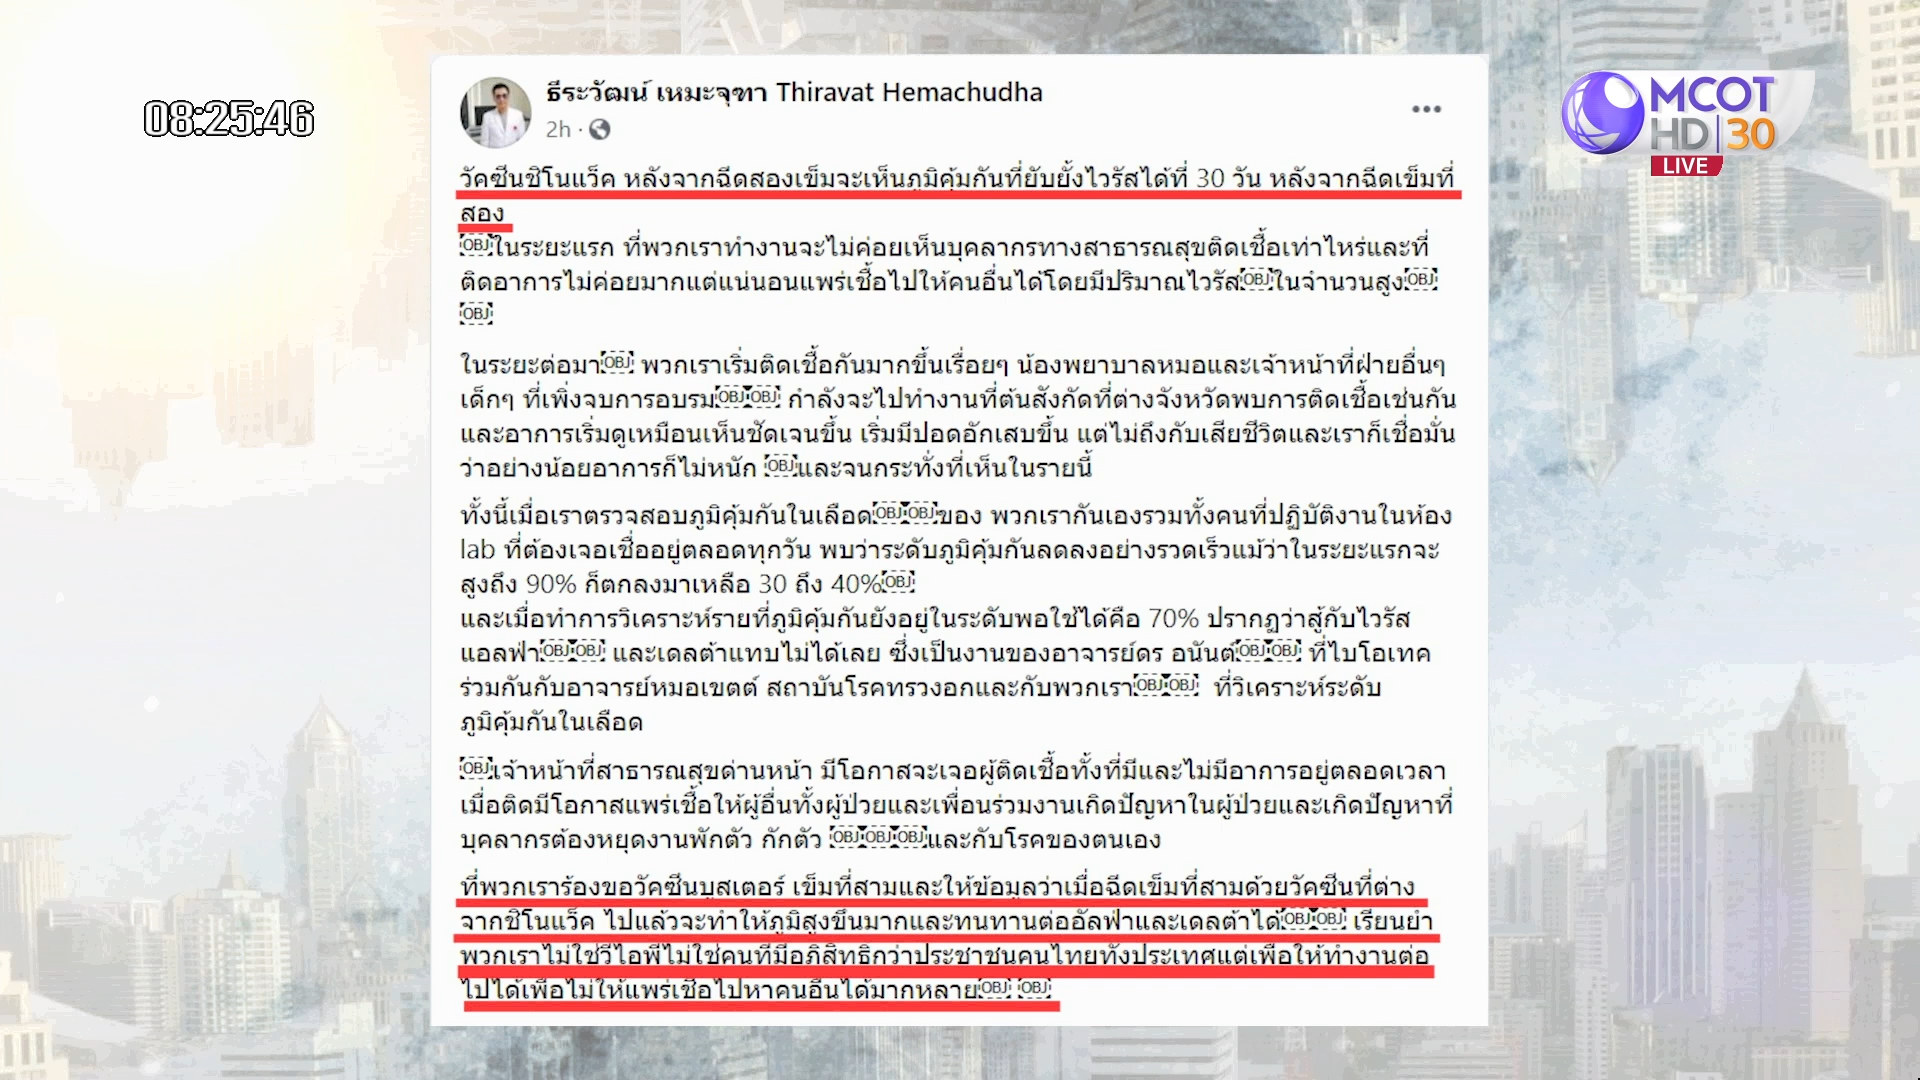 08:25:46
MCOT
HD 30
LIVE
ธีระวัฒน์ เหมะจุฑา Thiravat Hemachudha
2h ·
วัคซีนซิโนแว็ค หลังจากฉีดสองเข็มจะเห็นภูมิคุ้มกันที่ยับยั้งไวรัสได้ที่ 30 วัน หลังจากฉีดเข็มที่
สอง
OBJในระยะแรก ที่พวกเราทำงานจะไม่ค่อยเห็นบุคลากรทางสาธารณสุขติดเชื้อเท่าไหร่และที่
ติดอาการไม่ค่อยมากแต่แน่นอนแพร่เชื้อไปให้คนอื่นได้โดยมีปริมาณไวรัสOBJในจำนวนสูงOBJ
OBJ
ในระยะต่อมาOBJ พวกเราเริ่มติดเชื้อกันมากขึ้นเรื่อยๆ น้องพยาบาลหมอและเจ้าหน้าที่ฝ่ายอื่นๆ
เด็กๆ ที่เพิ่งจบการอบรมOBJOBJ กำลังจะไปทำงานที่ต้นสังกัดที่ต่างจังหวัดพบการติดเชื้อเช่นกัน
และอาการเริ่มดูเหมือนเห็นชัดเจนขึ้น เริ่มมีปอดอักเสบขึ้น แต่ไม่ถึงกับเสียชีวิตและเราก็เชื่อมั่น
ว่าอย่างน้อยอาการก็ไม่หนัก OBJและจนกระทั่งที่เห็นในรายนี้
ทั้งนี้เมื่อเราตรวจสอบภูมิคุ้มกันในเลือดOBJOBJของ พวกเรากันเองรวมทั้งคนที่ปฏิบัติงานในห้อง
lab ที่ต้องเจอเชื้ออยู่ตลอดทุกวัน พบว่าระดับภูมิคุ้มกันลดลงอย่างรวดเร็วแม้ว่าในระยะแรกจะ
สูงถึง 90% ก็ตกลงมาเหลือ 30 ถึง 40%OBJ
และเมื่อทำการวิเคราะห์รายที่ภูมิคุ้มกันยังอยู่ในระดับพอใช้ได้คือ 70% ปรากฏว่าสู้กับไวรัส
แอลฟ่าOBJOBJ และเดลต้าแทบไม่ได้เลย ซึ่งเป็นงานของอาจารย์ดร อนันต์OBJOBJ ที่ไบโอเทค
ร่วมกันกับอาจารย์หมอเขตต์ สถาบันโรคทรวงอกและกับพวกเราOBJOBJ ที่วิเคราะห์ระดับ
ภูมิคุ้มกันในเลือด
OBJเจ้าหน้าที่สาธารณสุขด่านหน้า มีโอกาสจะเจอผู้ติดเชื้อทั้งที่มีและไม่มีอาการอยู่ตลอดเวลา
เมื่อติดมีโอกาสแพร่เชื้อให้ผู้อื่นทั้งผู้ป่วยและเพื่อนร่วมงานเกิดปัญหาในผู้ป่วยและเกิดปัญหาที่
บุคลากรต้องหยุดงานพักตัว กักตัว OBJOBJOBJและกับโรคของตนเอง
ที่พวกเราร้องขอวัคซีนบูสเตอร์ เข็มที่สามและให้ข้อมูลว่าเมื่อฉีดเข็มที่สามด้วยวัคซีนที่ต่าง
จากซิโนแว็ค ไปแล้วจะทำให้ภูมิสูงขึ้นมากและทนทานต่ออัลฟ่าและเดลต้าได้OBJOBJ เรียนย้ำ
พวกเราไม่ใช่วีไอพีไม่ใช่คนที่มีอภิสิทธิกว่าประชาชนคนไทยทั้งประเทศแต่เพื่อให้ทำงานต่อ
ไปได้เพื่อไม่ให้แพร่เชื้อไปหาคนอื่นได้มากหลายOBJ OBJ